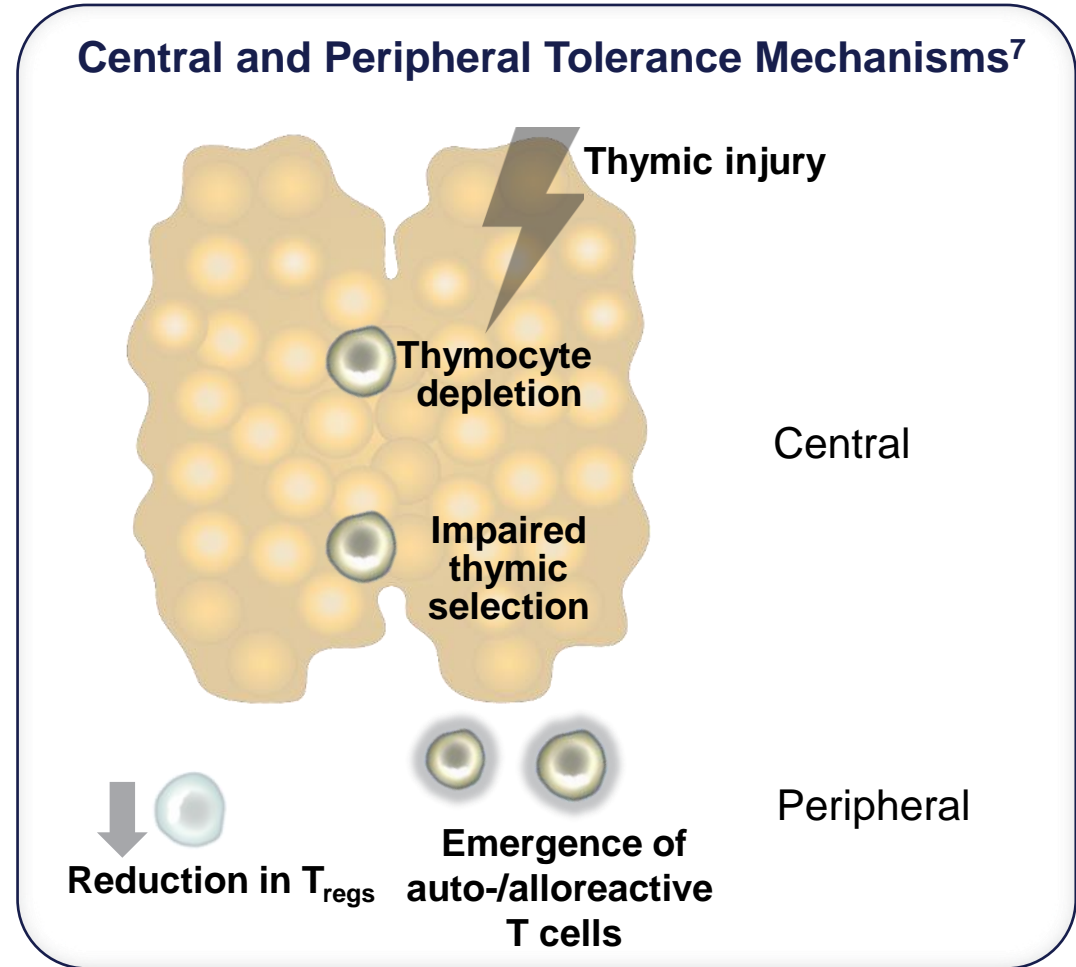 Central and Peripheral Tolerance Mechanisms⁷
Thymic injury
Thymocyte
depletion
Central
Impaired
thymic
selection
Peripheral
Reduction in Tregs
Emergence of
auto-/alloreactive
T cells